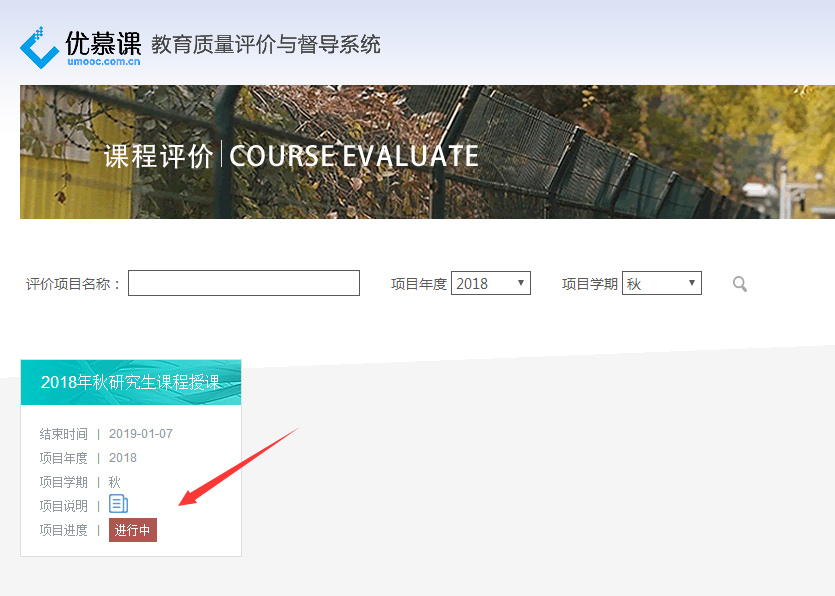 优慕课 教育质量评价与督导系统
umooc.com.cn
课程评价 | COURSE EVALUATE
评价项目名称： 项目年度 2018 项目学期 秋
2018年秋研究生课程授课
结束时间 | 2019-01-07
项目年度 | 2018
项目学期 | 秋
项目说明 |
项目进度 | 进行中